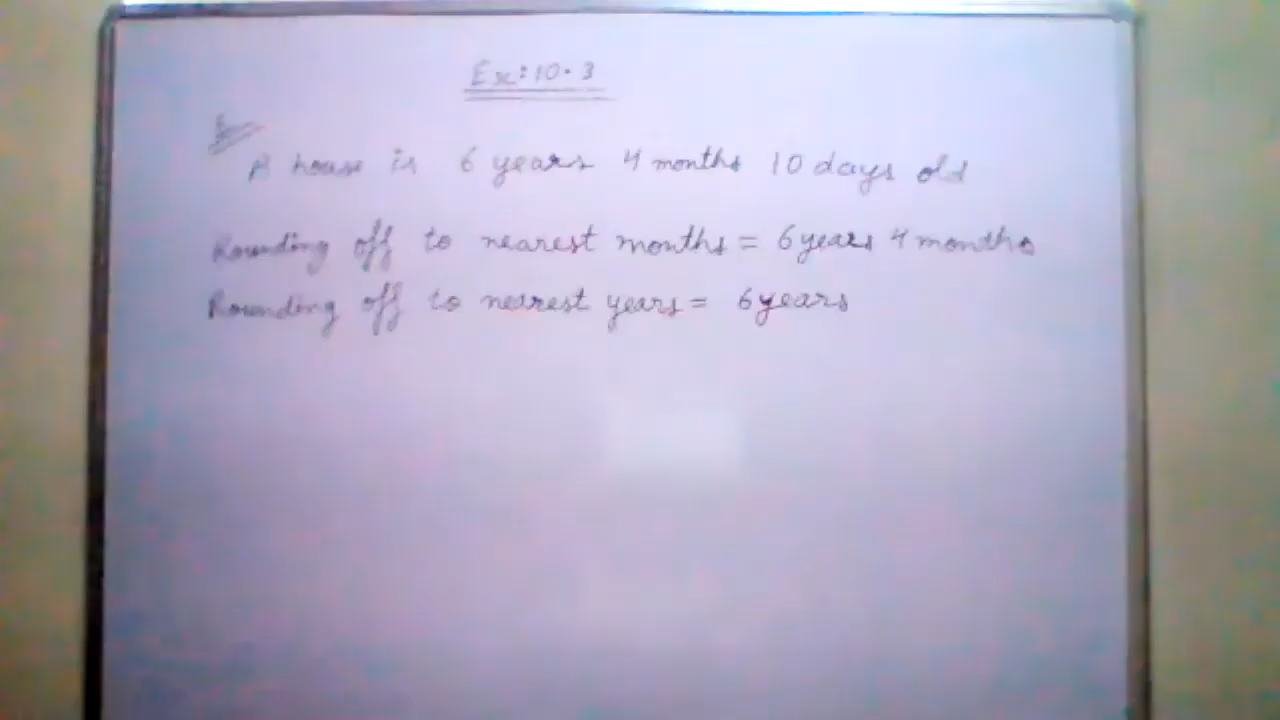 Ex: 10.3
A house is 6 years 4 months 10 days old
Rounding off to nearest months = 6 years 4 months
Rounding off to nearest years = 6 years